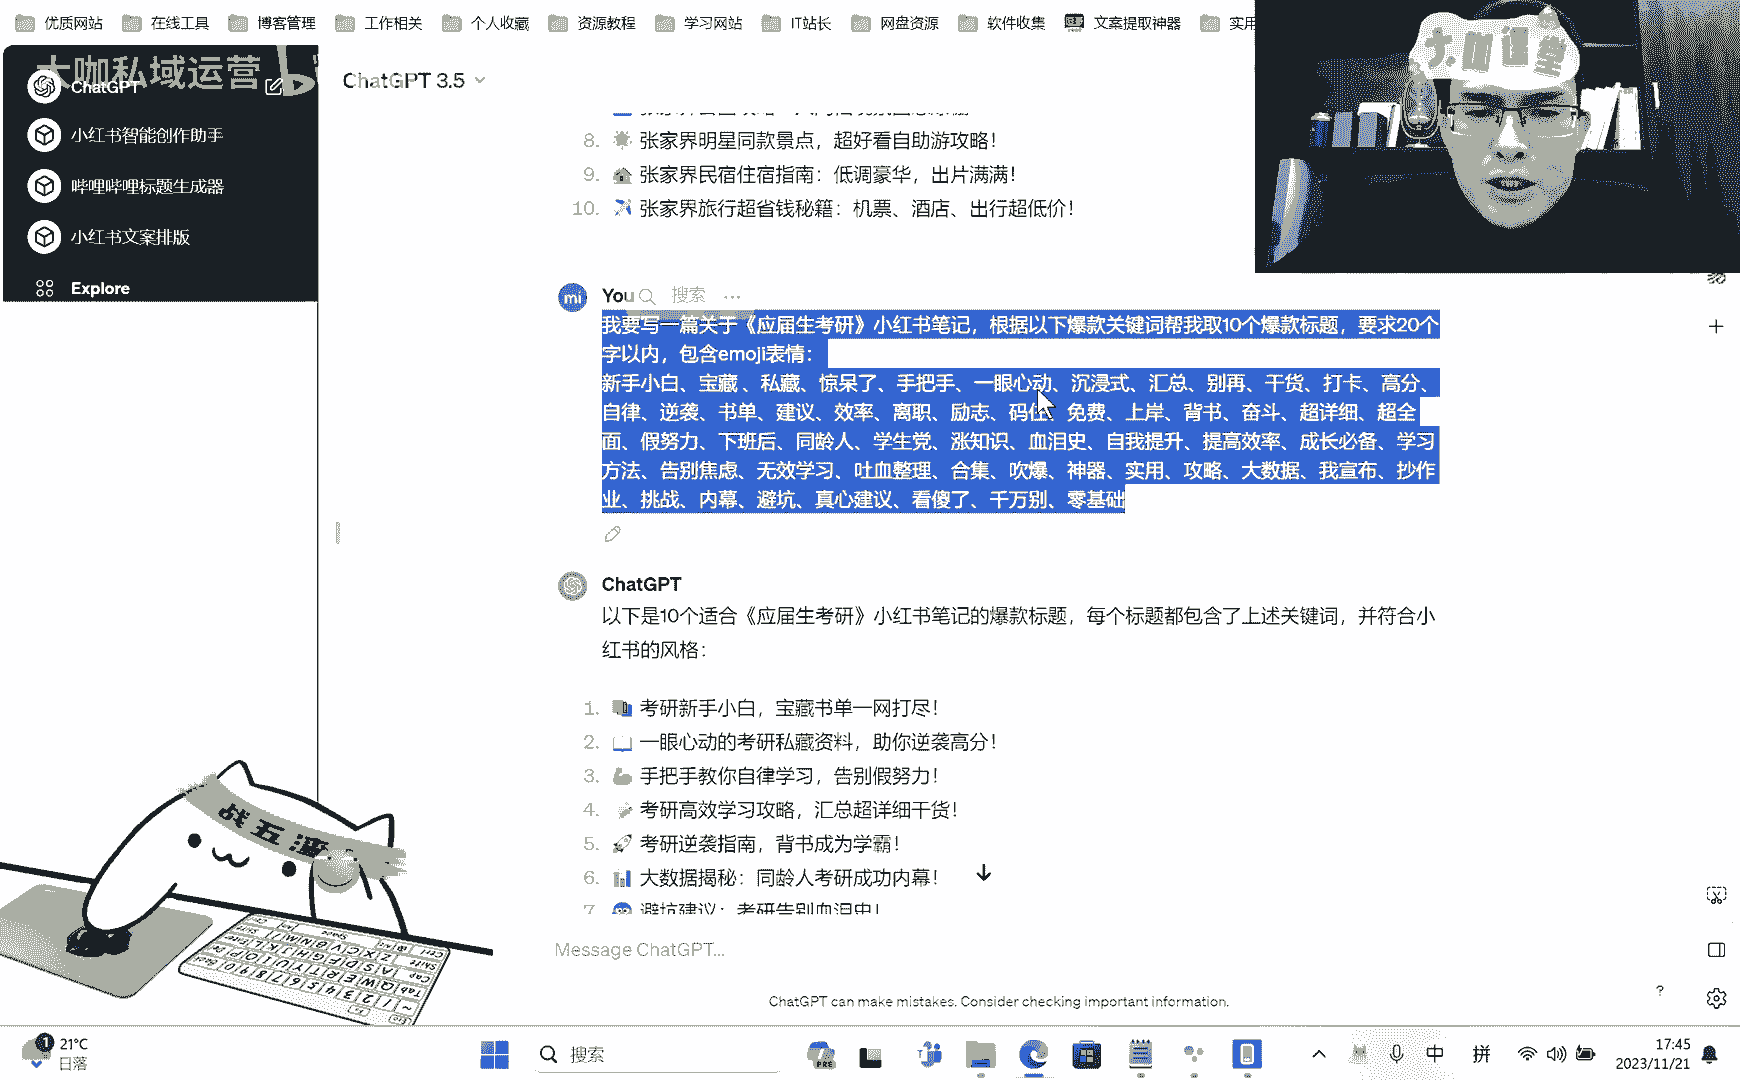 优质网站 在线工具 博客管理 工作相关 个人收藏 资源教程 学习网站 IT站长 网盘资源 软件收集 文案提取神器 实用
大咖私域运营
大咖课堂
ChatGPT
小红书智能创作助手
哔哩哔哩标题生成器
小红书文案排版
Explore
ChatGPT 3.5
8. 张家界明星同款景点，超好看自助游攻略！
9. 张家界民宿住宿指南：低调豪华，出片满满！
10. 张家界旅行超省钱秘籍：机票、酒店、出行超低价！
mi You 搜索 ...
我要写一篇关于《应届生考研》小红书笔记，根据以下爆款关键词帮我取10个爆款标题，要求20个
字以内，包含emoji表情：
新手小白、宝藏 、私藏、惊呆了、手把手、一眼心动、沉浸式、汇总、别再、干货、打卡、高分、
自律、逆袭、书单、建议、效率、离职、励志、码住、免费、上岸、背书、奋斗、超详细、超全
面、假努力、下班后、同龄人、学生党、涨知识、血泪史、自我提升、提高效率、成长必备、学习
方法、告别焦虑、无效学习、吐血整理、合集、吹爆、神器、实用、攻略、大数据、我宣布、抄作
业、挑战、内幕、避坑、真心建议、看傻了、千万别、零基础
ChatGPT
以下是10个适合《应届生考研》小红书笔记的爆款标题，每个标题都包含了上述关键词，并符合小
红书的风格：
1. 考研新手小白，宝藏书单一网打尽！
2. 一眼心动的考研私藏资料，助你逆袭高分！
3. 手把手教你自律学习，告别假努力！
4. 考研高效学习攻略，汇总超详细干货！
5. 考研逆袭指南，背书成为学霸！
6. 大数据揭秘：同龄人考研成功内幕！
7. 避坑建议：考研告别血泪史！
Message ChatGPT...
ChatGPT can make mistakes. Consider checking important information.
?
1 21°C
日落
搜索
PRE
中 拼
17:45
2023/11/21